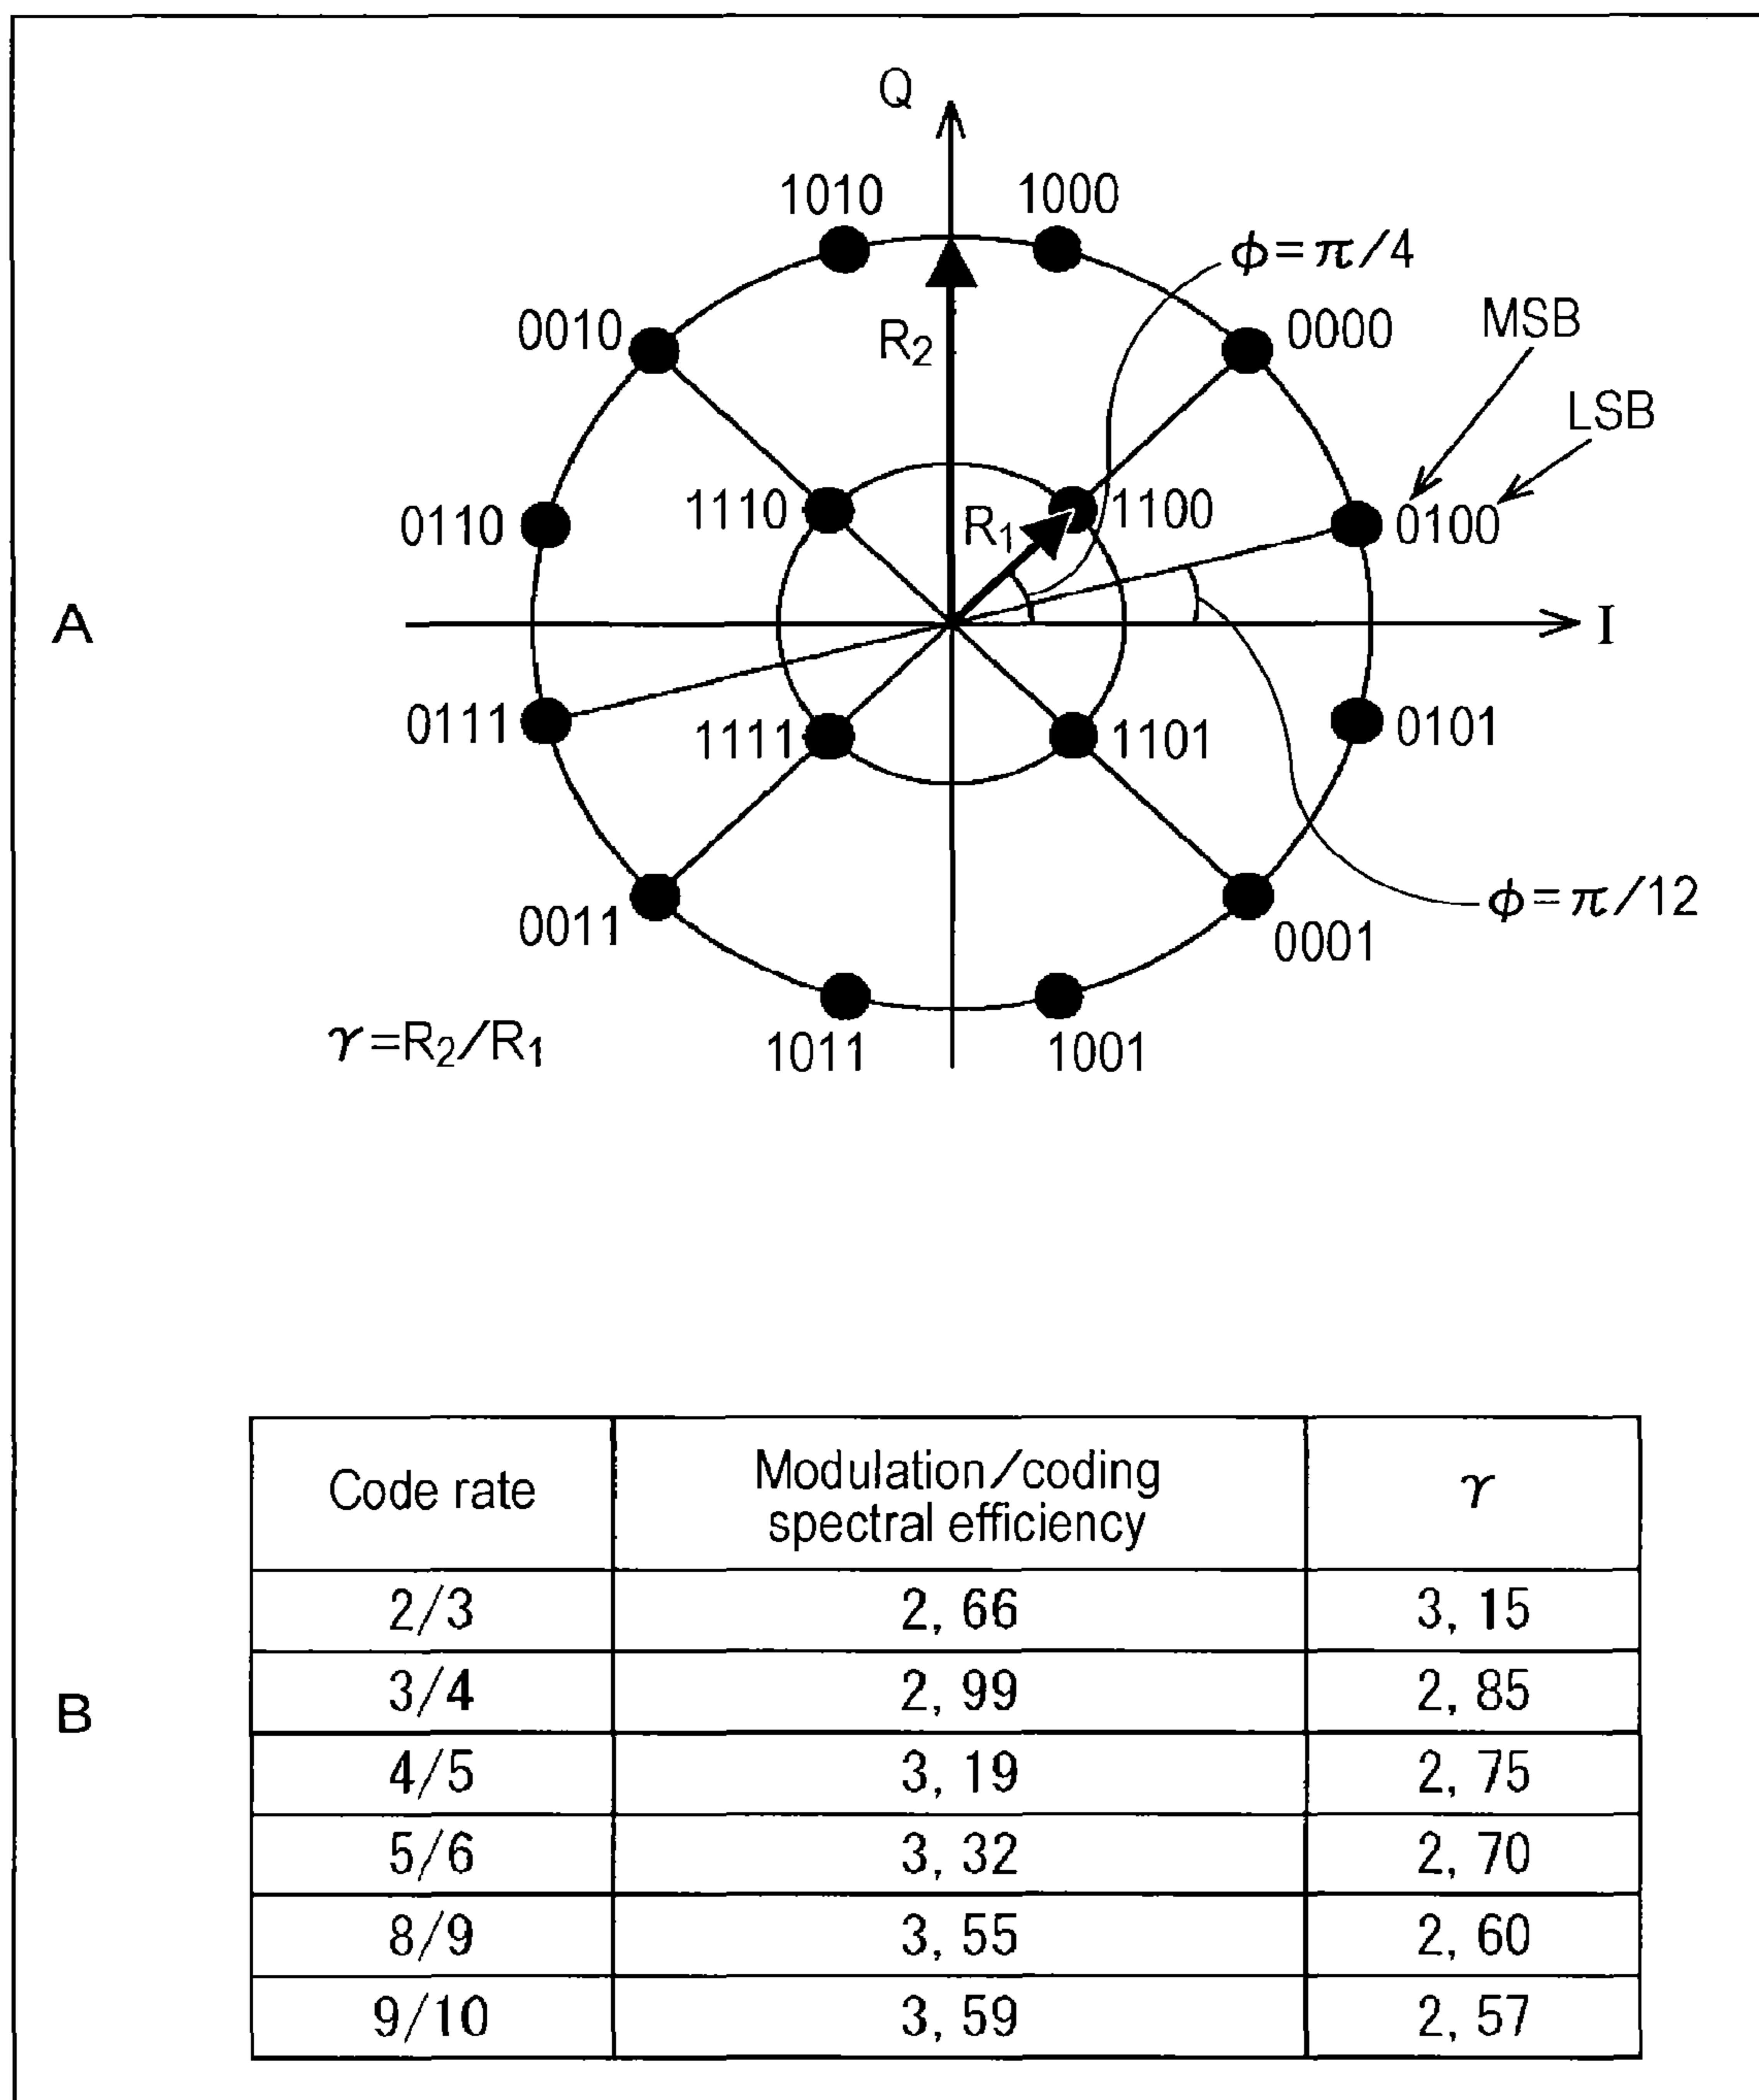 Q
1010 1000
ϕ=π/4
0010 R2 0000 MSB
LSB
1110 R1 1100
0110 0100
A
I
0111 1111 1101 0101
ϕ=π/12
0011 0001
γ=R2/R1
1011 1001
Code rate Modulation/coding spectral efficiency γ
2/3 2, 66 3, 15
3/4 2, 99 2, 85
B
4/5 3, 19 2, 75
5/6 3, 32 2, 70
8/9 3, 55 2, 60
9/10 3, 59 2, 57